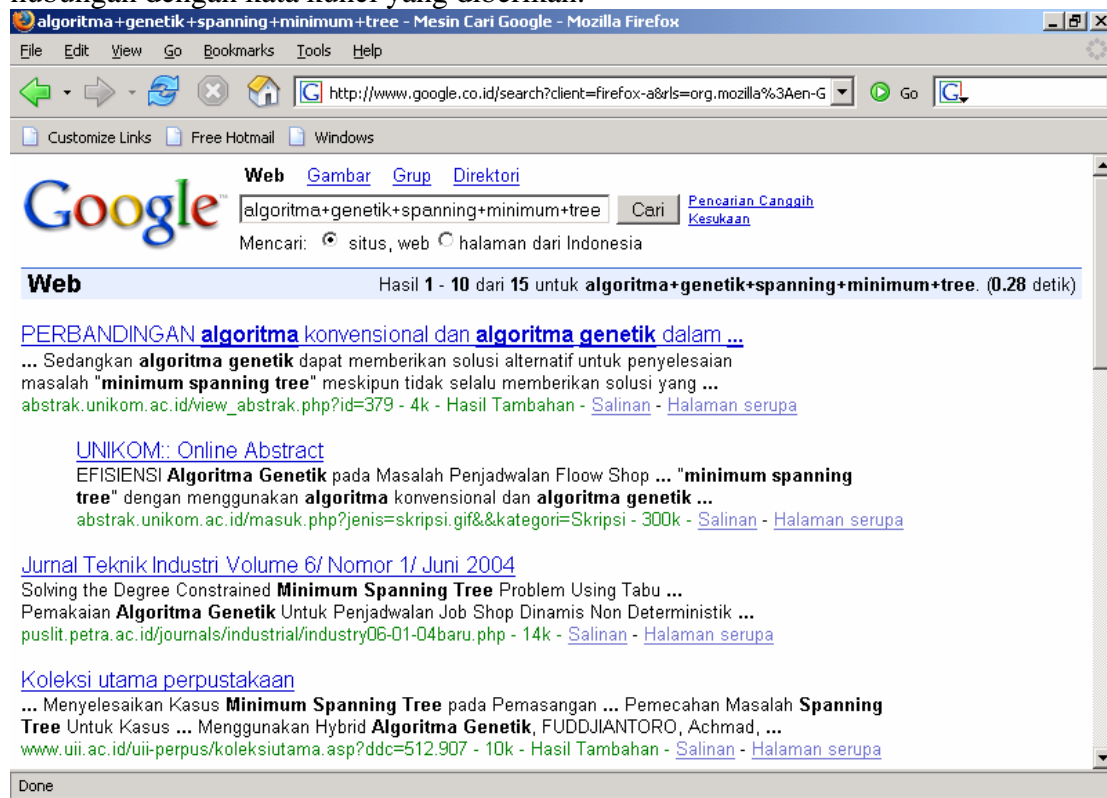 hubungan dengan kata kunci yang diberikan.
algoritma+genetik+spanning+minimum+tree - Mesin Cari Google - Mozilla Firefox
File Edit View Go Bookmarks Tools Help
http://www.google.co.id/search?client=firefox-a&rls=org.mozilla%3Aen-G Go
Customize Links Free Hotmail Windows
Web Gambar Grup Direktori
Google™
algoritma+genetik+spanning+minimum+tree Cari Pencarian Canggih
Kesukaan
Mencari: situs, web halaman dari Indonesia
Web Hasil 1 - 10 dari 15 untuk algoritma+genetik+spanning+minimum+tree. (0.28 detik)
PERBANDINGAN algoritma konvensional dan algoritma genetik dalam ...
... Sedangkan algoritma genetik dapat memberikan solusi alternatif untuk penyelesaian
masalah "minimum spanning tree" meskipun tidak selalu memberikan solusi yang ...
abstrak.unikom.ac.id/view_abstrak.php?id=379 - 4k - Hasil Tambahan - Salinan - Halaman serupa
UNIKOM:: Online Abstract
EFISIENSI Algoritma Genetik pada Masalah Penjadwalan Floow Shop ... "minimum spanning
tree" dengan menggunakan algoritma konvensional dan algoritma genetik ...
abstrak.unikom.ac.id/masuk.php?jenis=skripsi.gif&&kategori=Skripsi - 300k - Salinan - Halaman serupa
Jurnal Teknik Industri Volume 6/ Nomor 1/ Juni 2004
Solving the Degree Constrained Minimum Spanning Tree Problem Using Tabu ...
Pemakaian Algoritma Genetik Untuk Penjadwalan Job Shop Dinamis Non Deterministik ...
puslit.petra.ac.id/journals/industrial/industry06-01-04baru.php - 14k - Salinan - Halaman serupa
Koleksi utama perpustakaan
... Menyelesaikan Kasus Minimum Spanning Tree pada Pemasangan ... Pemecahan Masalah Spanning
Tree Untuk Kasus ... Menggunakan Hybrid Algoritma Genetik, FUDDJIANTORO, Achmad, ...
www.uii.ac.id/uii-perpus/koleksiutama.asp?ddc=512.907 - 10k - Hasil Tambahan - Salinan - Halaman serupa
Done